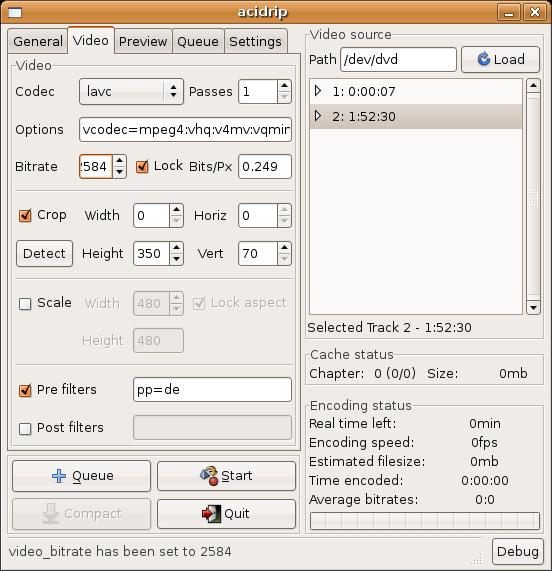 acidrip
General Video Preview Queue Settings
Video
Codec lavc Passes 1
Options vcodec=mpeg4:vhq:v4mv:vqmin
Bitrate 584 Lock Bits/Px 0.249
Crop Width 0 Horiz 0
Detect Height 350 Vert 70
Scale Width 480 Lock aspect
Height 480
Pre filters pp=de
Post filters
Queue Start
Compact Quit
video_bitrate has been set to 2584
Video source
Path /dev/dvd Load
1: 0:00:07
2: 1:52:30
Selected Track 2 - 1:52:30
Cache status
Chapter: 0 (0/0) Size: 0mb
Encoding status
Real time left: 0min
Encoding speed: 0fps
Estimated filesize: 0mb
Time encoded: 0:00:00
Average bitrates: 0:0
Debug